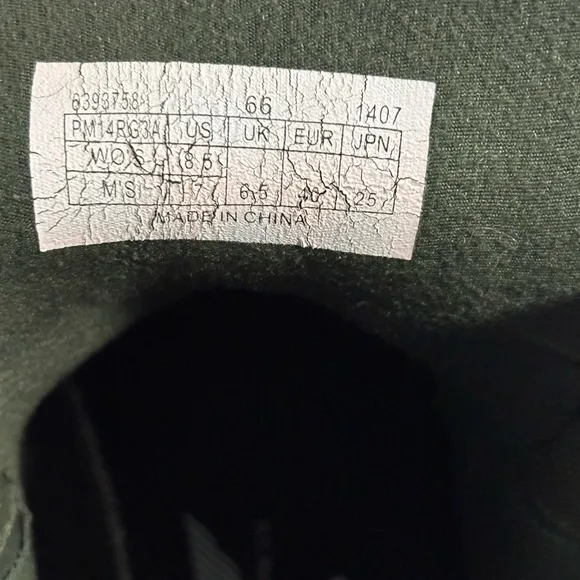 6393758 66 1407
PM14RG3A US UK EUR JPN
WO'S 8.5
M'S 7 6.5 40 25
MADE IN CHINA